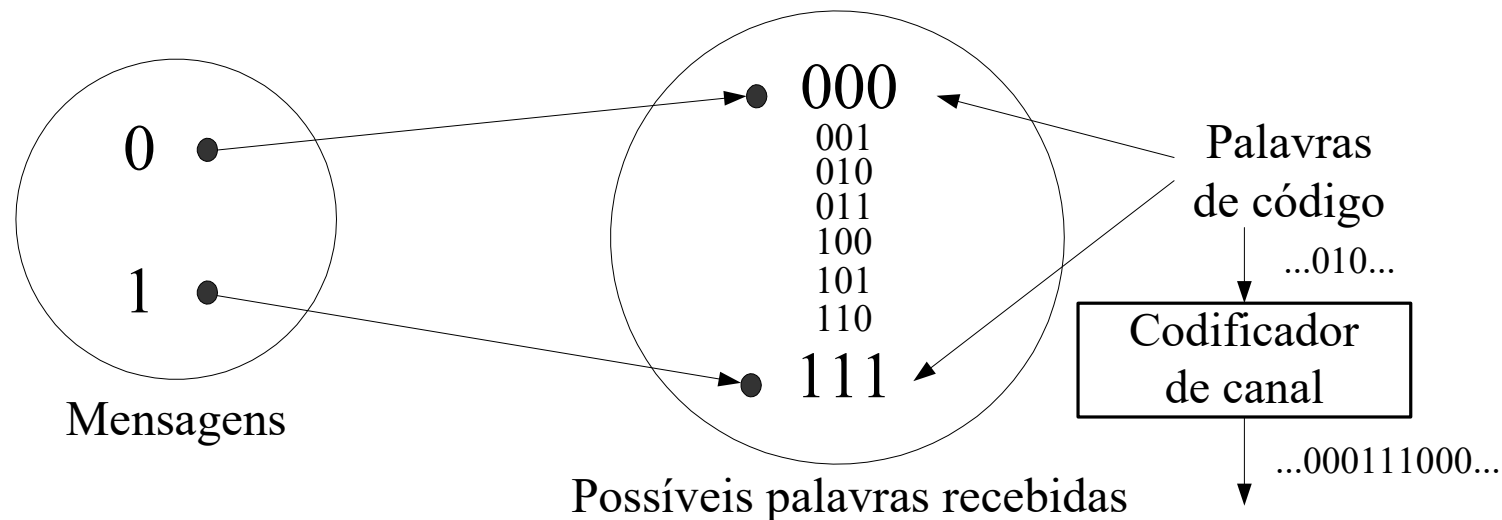 0
1
Mensagens
000
001
010
011
100
101
110
111
Possíveis palavras recebidas
Palavras
de código
...010...
Codificador
de canal
...000111000...